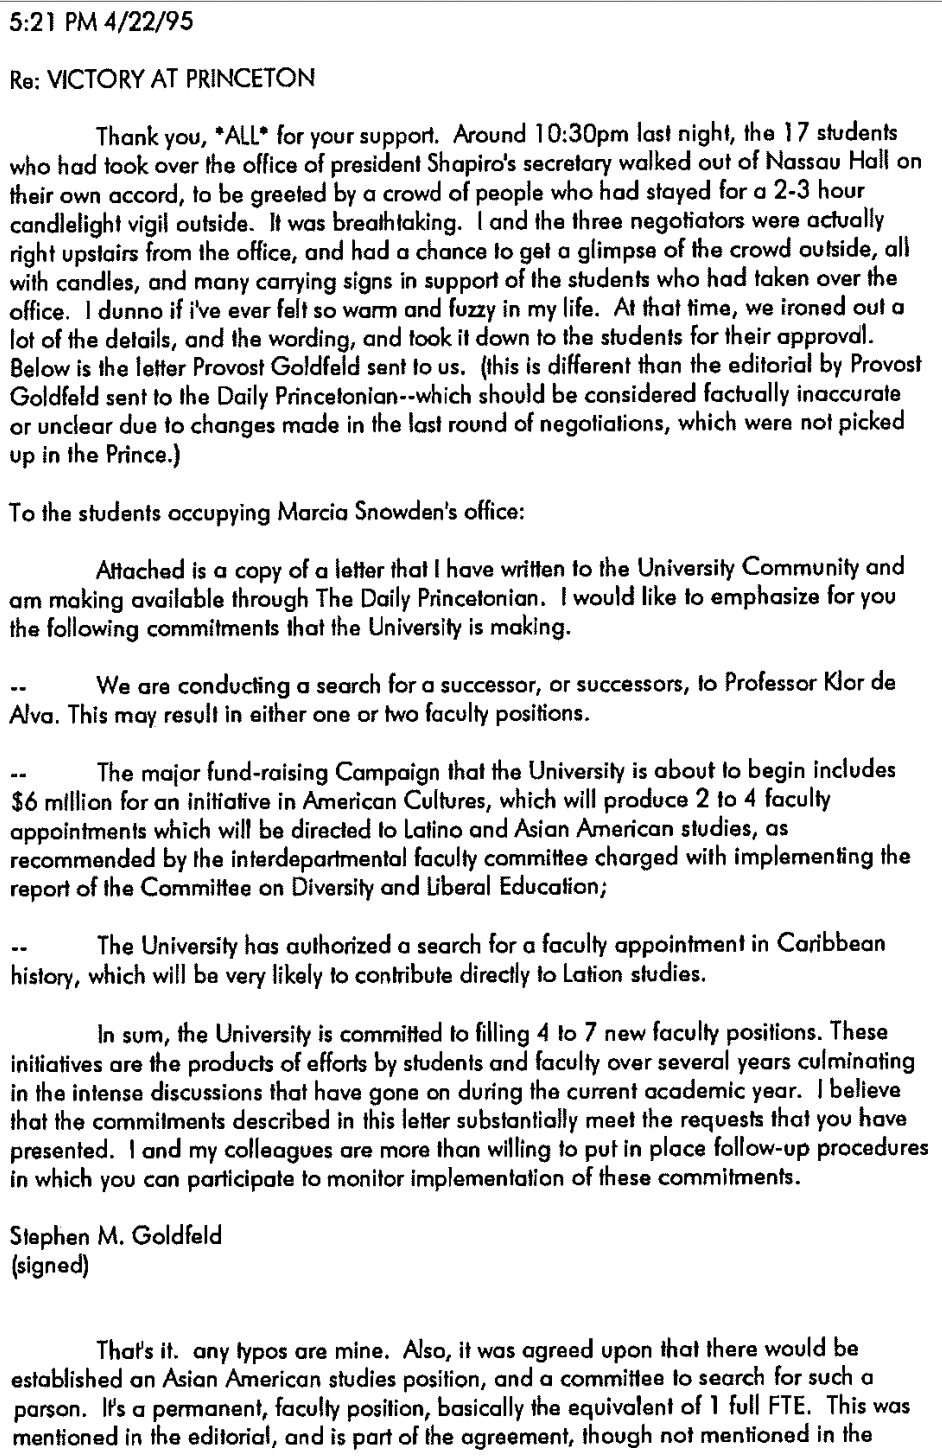 5:21 PM 4/22/95
Re: VICTORY AT PRINCETON
Thank you, *ALL* for your support. Around 10:30pm last night, the 17 students
who had took over the office of president Shapiro's secretary walked out of Nassau Hall on
their own accord, to be greeted by a crowd of people who had stayed for a 2-3 hour
candlelight vigil outside. It was breathtaking. I and the three negotiators were actually
right upstairs from the office, and had a chance to get a glimpse of the crowd outside, all
with candles, and many carrying signs in support of the students who had taken over the
office. I dunno if i've ever felt so warm and fuzzy in my life. At that time, we ironed out a
lot of the details, and the wording, and took it down to the students for their approval.
Below is the letter Provost Goldfeld sent to us. (this is different than the editorial by Provost
Goldfeld sent to the Daily Princetonian--which should be considered factually inaccurate
or unclear due to changes made in the last round of negotiations, which were not picked
up in the Prince.)
To the students occupying Marcia Snowden's office:
Attached is a copy of a letter that I have written to the University Community and
am making available through The Daily Princetonian. I would like to emphasize for you
the following commitments that the University is making.
-- We are conducting a search for a successor, or successors, to Professor Klor de
Alva. This may result in either one or two faculty positions.
-- The major fund-raising Campaign that the University is about to begin includes
$6 million for an initiative in American Cultures, which will produce 2 to 4 faculty
appointments which will be directed to Latino and Asian American studies, as
recommended by the interdepartmental faculty committee charged with implementing the
report of the Committee on Diversity and Liberal Education;
-- The University has authorized a search for a faculty appointment in Caribbean
history, which will be very likely to contribute directly to Lation studies.
In sum, the University is committed to filling 4 to 7 new faculty positions. These
initiatives are the products of efforts by students and faculty over several years culminating
in the intense discussions that have gone on during the current academic year. I believe
that the commitments described in this letter substantially meet the requests that you have
presented. I and my colleagues are more than willing to put in place follow-up procedures
in which you can participate to monitor implementation of these commitments.
Stephen M. Goldfeld
(signed)
That's it. any typos are mine. Also, it was agreed upon that there would be
established an Asian American studies position, and a committee to search for such a
parson. It's a permanent, faculty position, basically the equivalent of 1 full FTE. This was
mentioned in the editorial, and is part of the agreement, though not mentioned in the